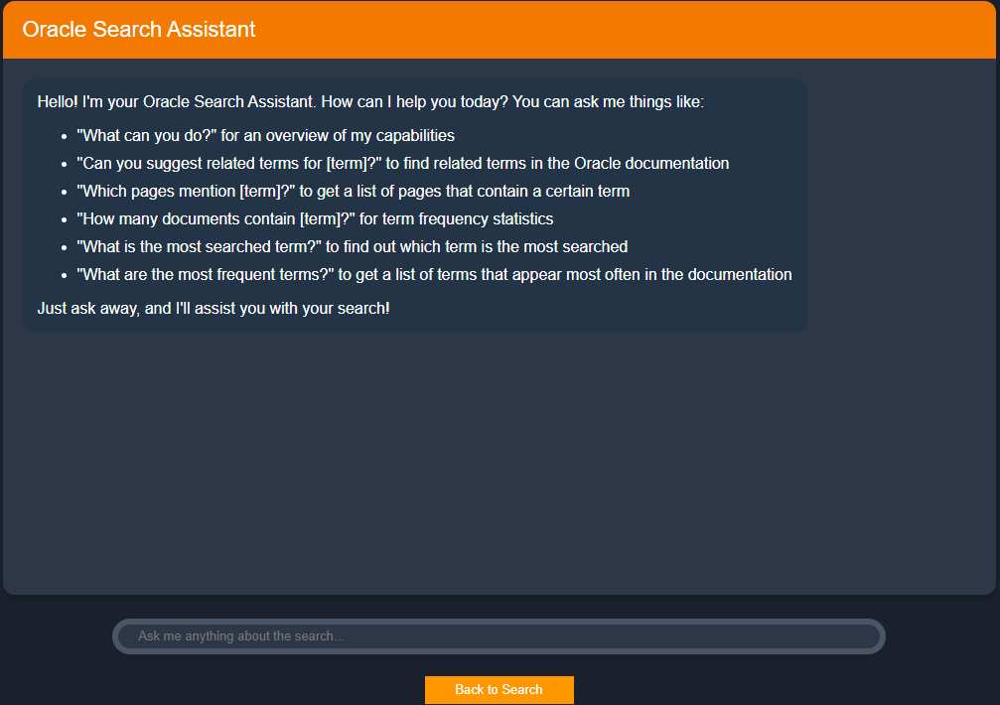 Oracle Search Assistant
Hello! I'm your Oracle Search Assistant. How can I help you today? You can ask me things like:
• "What can you do?" for an overview of my capabilities
• "Can you suggest related terms for [term]?" to find related terms in the Oracle documentation
• "Which pages mention [term]?" to get a list of pages that contain a certain term
• "How many documents contain [term]?" for term frequency statistics
• "What is the most searched term?" to find out which term is the most searched
• "What are the most frequent terms?" to get a list of terms that appear most often in the documentation
Just ask away, and I'll assist you with your search!
Ask me anything about the search...
Back to Search